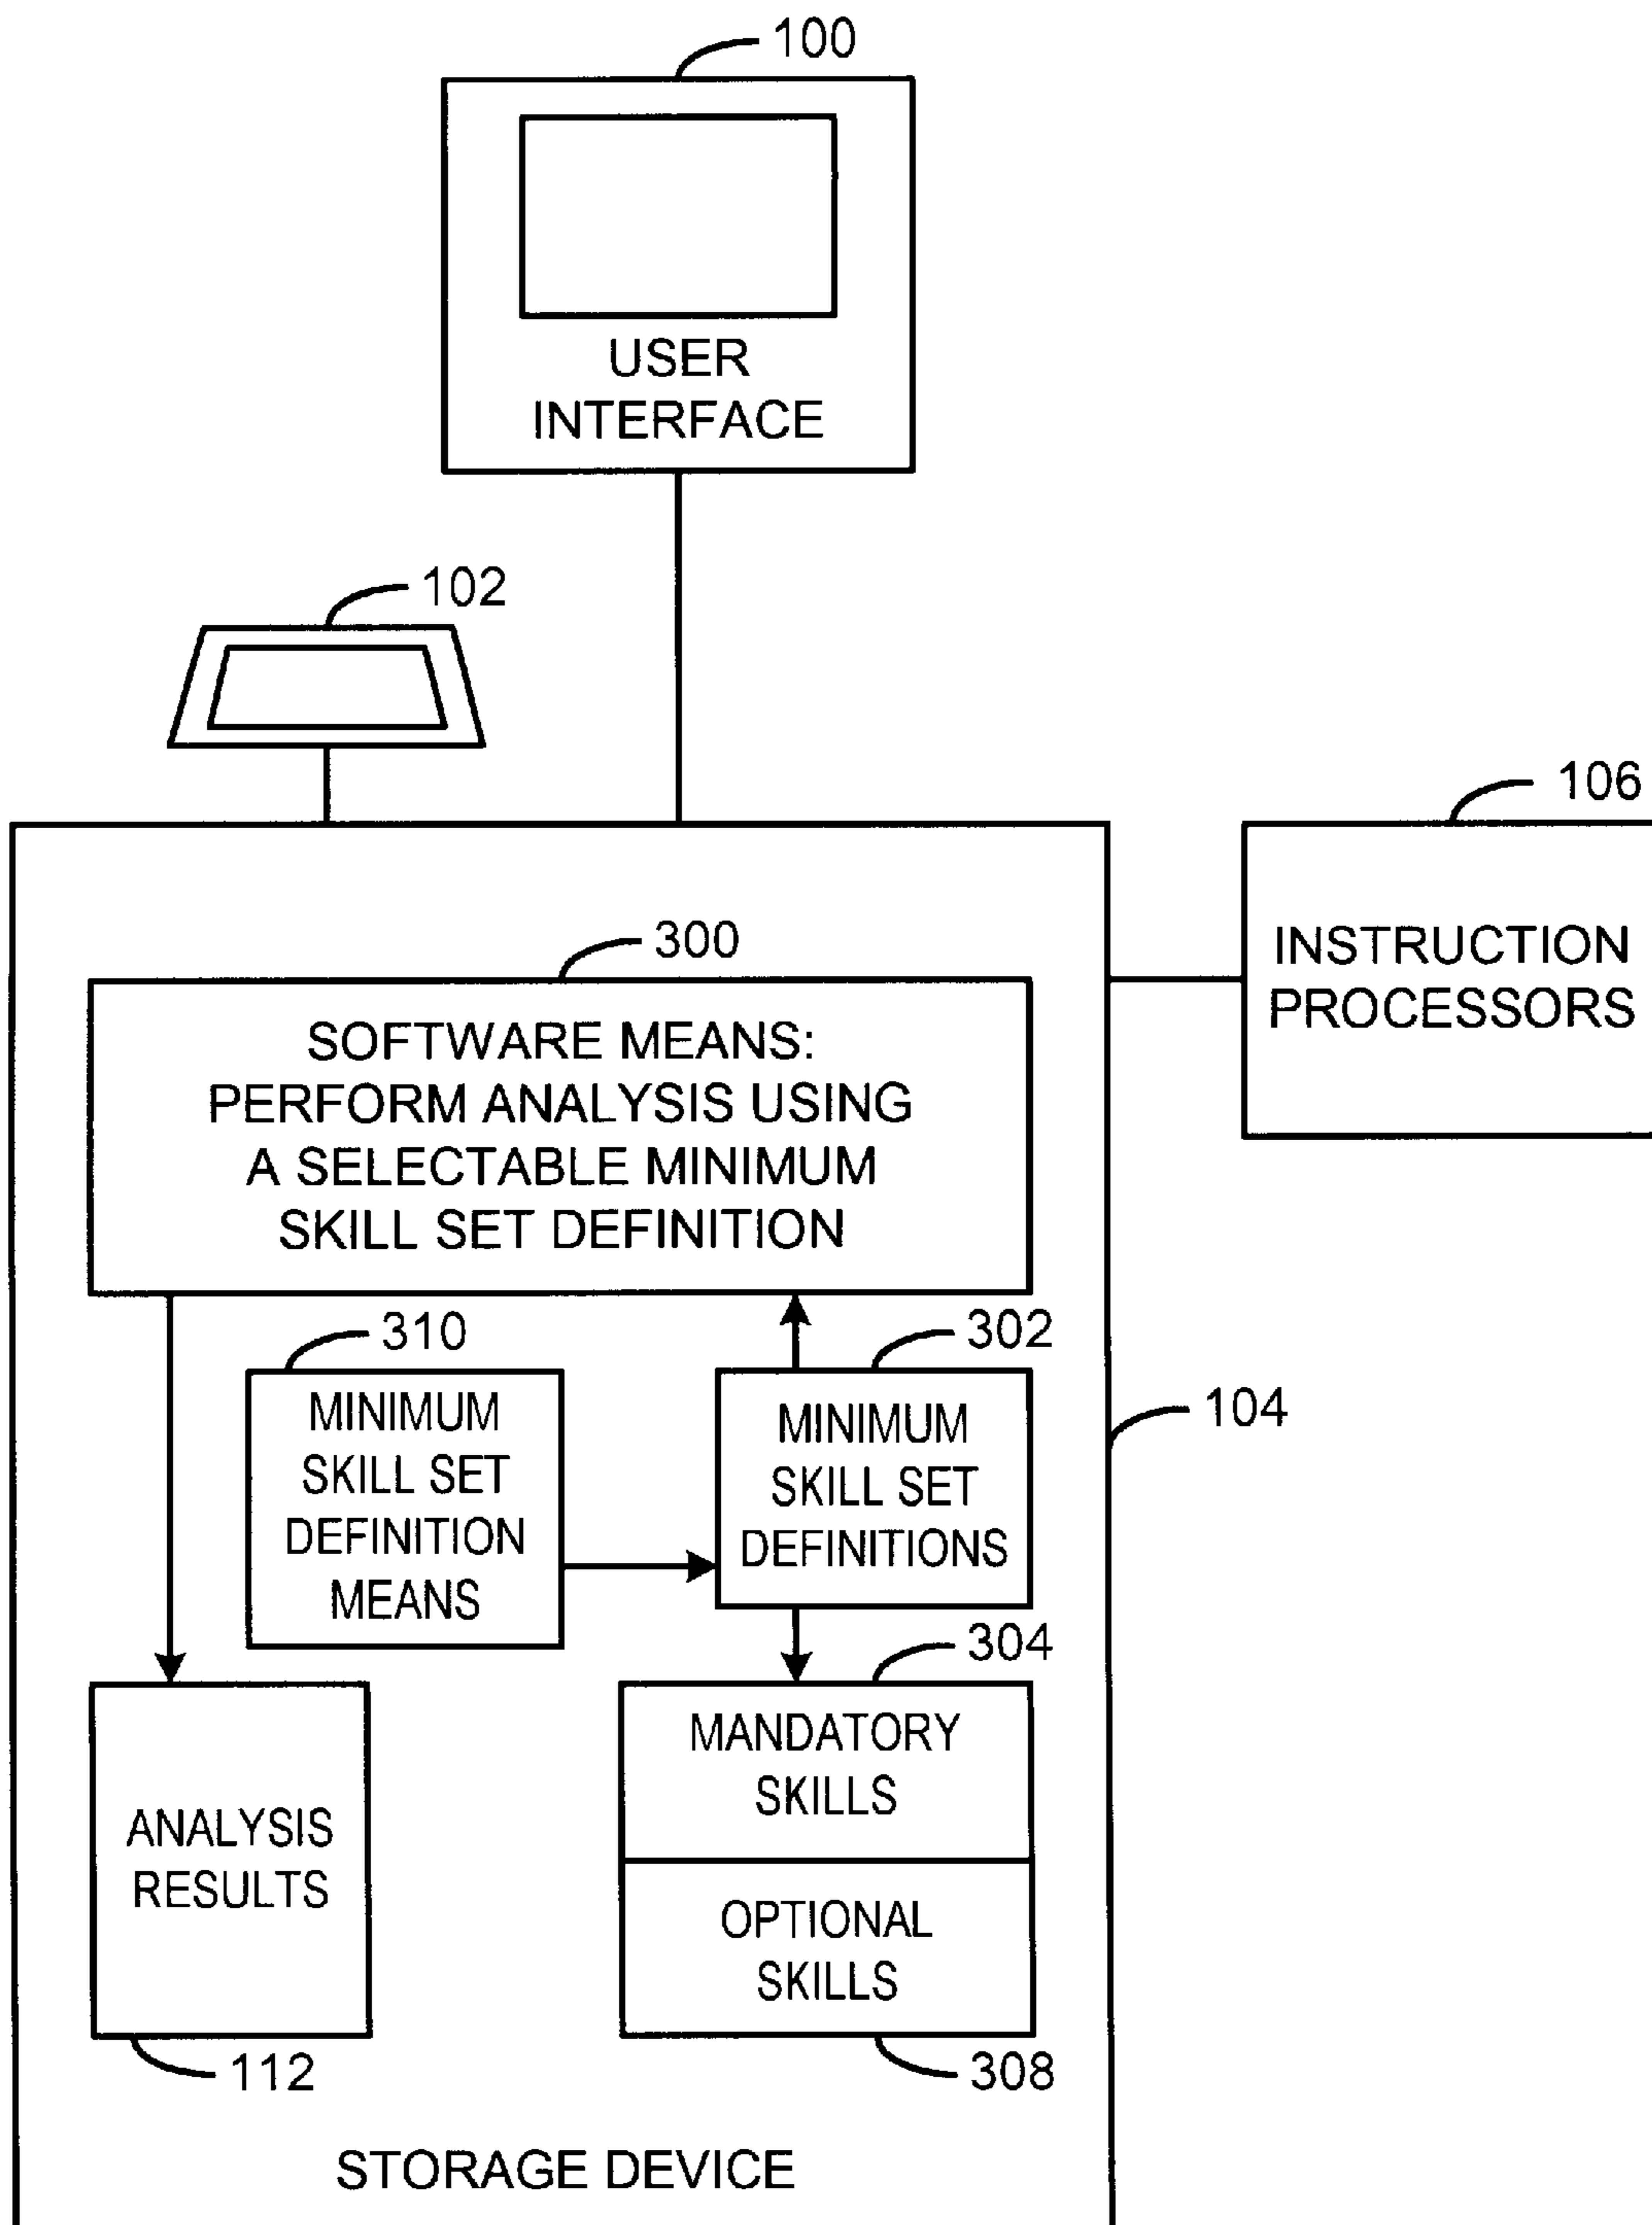 100
USER
INTERFACE
102
106
INSTRUCTION
PROCESSORS
300
SOFTWARE MEANS:
PERFORM ANALYSIS USING
A SELECTABLE MINIMUM
SKILL SET DEFINITION
310
MINIMUM
SKILL SET
DEFINITION
MEANS
302
MINIMUM
SKILL SET
DEFINITIONS
104
304
MANDATORY
SKILLS
OPTIONAL
SKILLS
308
ANALYSIS
RESULTS
112
STORAGE DEVICE